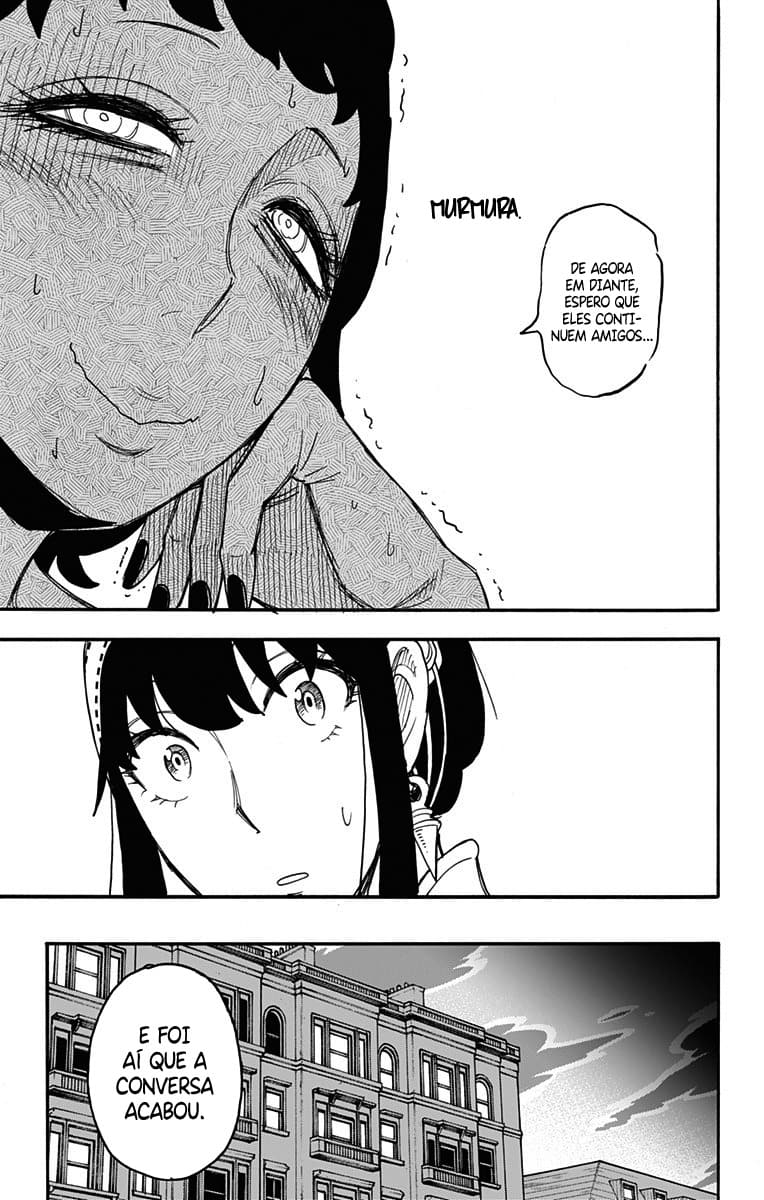 MURMURA.
DE AGORA
EM DIANTE,
ESPERO QUE
ELES CONTI-
NUEM AMIGOS...
E FOI
AÍ QUE A
CONVERSA
ACABOU.